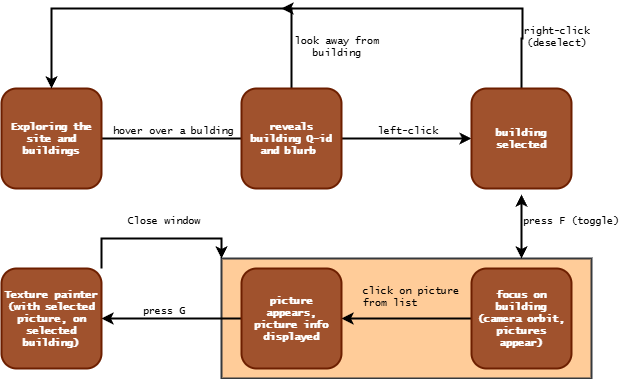 right-click
(deselect)
look away from
building
Exploring the
site and
buildings
hover over a bulding
reveals
building Q-id
and blurb
left-click
building
selected
press F (toggle)
Close window
Texture painter
(with selected
picture, on
selected
building)
press G
picture
appears,
picture info
displayed
click on picture
from list
focus on
building
(camera orbit,
pictures
appear)